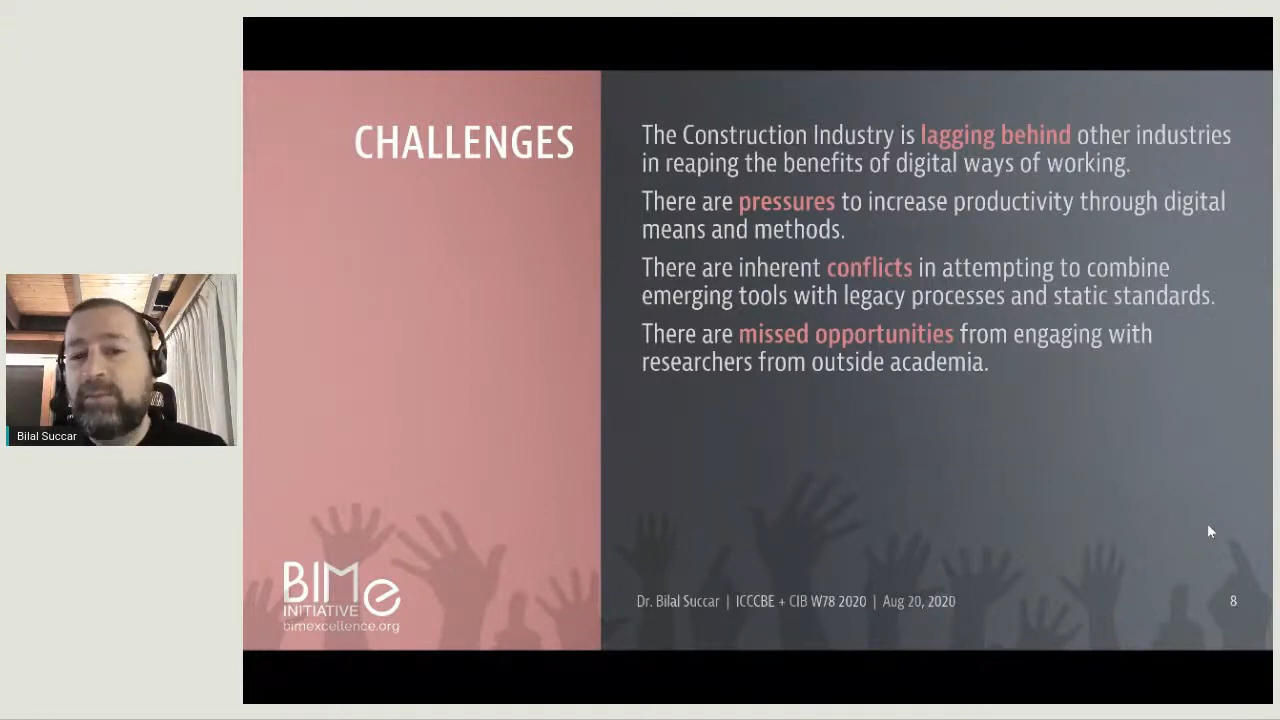 CHALLENGES
The Construction Industry is lagging behind other industries
in reaping the benefits of digital ways of working.
There are pressures to increase productivity through digital
means and methods.
There are inherent conflicts in attempting to combine
emerging tools with legacy processes and static standards.
There are missed opportunities from engaging with
researchers from outside academia.
Bilal Succar
BIMe
INITIATIVE
bimexcellence.org
Dr. Bilal Succar | ICCCBE + CIB W78 2020 | Aug 20, 2020
8